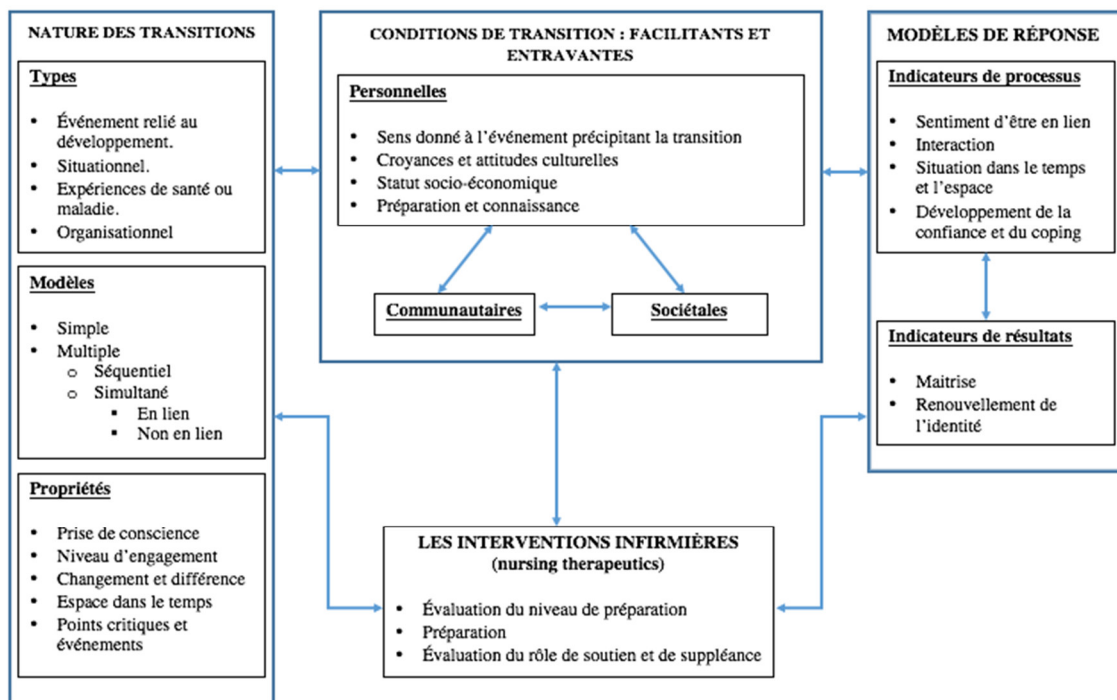 NATURE DES TRANSITIONS
Types
• Événement relié au
développement.
• Situationnel.
• Expériences de santé ou
maladie.
• Organisationnel
Modèles
• Simple
• Multiple
o Séquentiel
o Simultané
▪ En lien
▪ Non en lien
Propriétés
• Prise de conscience
• Niveau d'engagement
• Changement et différence
• Espace dans le temps
• Points critiques et
événements
CONDITIONS DE TRANSITION : FACILITANTS ET
ENTRAVANTES
Personnelles
• Sens donné à l'événement précipitant la transition
• Croyances et attitudes culturelles
• Statut socio-économique
• Préparation et connaissance
Communautaires
Sociétales
LES INTERVENTIONS INFIRMIÈRES
(nursing therapeutics)
• Évaluation du niveau de préparation
• Préparation
• Évaluation du rôle de soutien et de suppléance
MODÈLES DE RÉPONSE
Indicateurs de processus
• Sentiment d'être en lien
• Interaction
• Situation dans le temps
et l'espace
• Développement de la
confiance et du coping
Indicateurs de résultats
• Maitrise
• Renouvellement de
l'identité